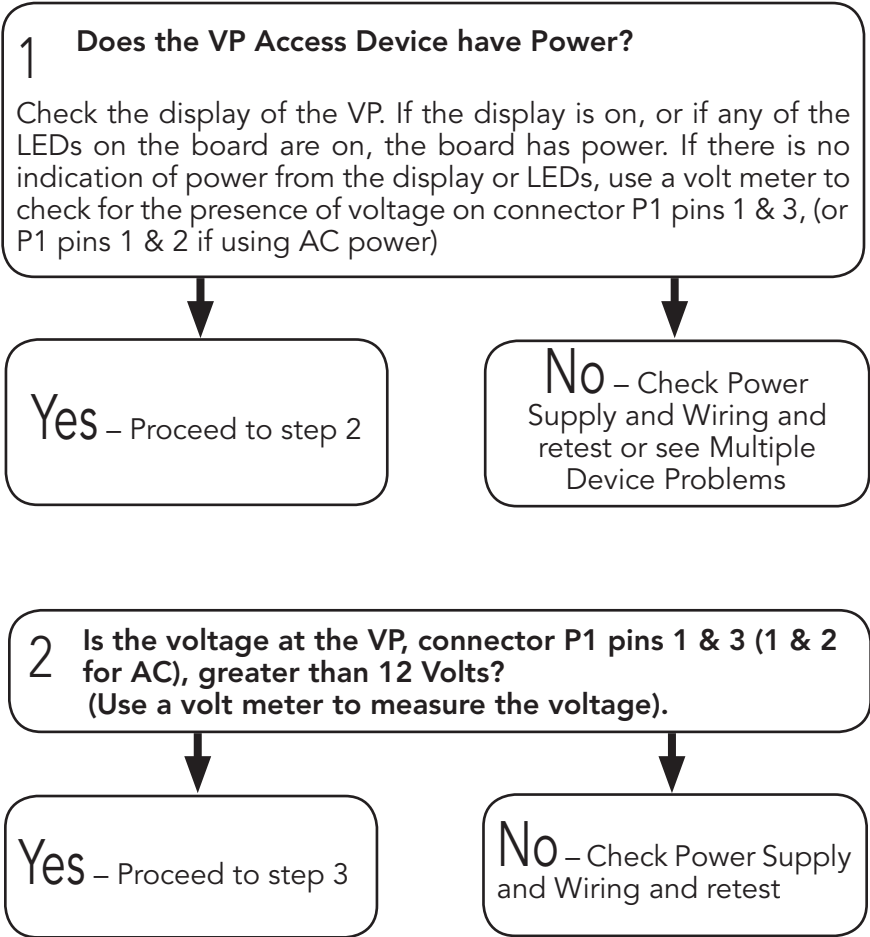 1 Does the VP Access Device have Power?
Check the display of the VP. If the display is on, or if any of the
LEDs on the board are on, the board has power. If there is no
indication of power from the display or LEDs, use a volt meter to
check for the presence of voltage on connector P1 pins 1 & 3, (or
P1 pins 1 & 2 if using AC power)
Yes – Proceed to step 2
No – Check Power
Supply and Wiring and
retest or see Multiple
Device Problems
2 Is the voltage at the VP, connector P1 pins 1 & 3 (1 & 2
for AC), greater than 12 Volts?
(Use a volt meter to measure the voltage).
Yes – Proceed to step 3
No – Check Power Supply
and Wiring and retest